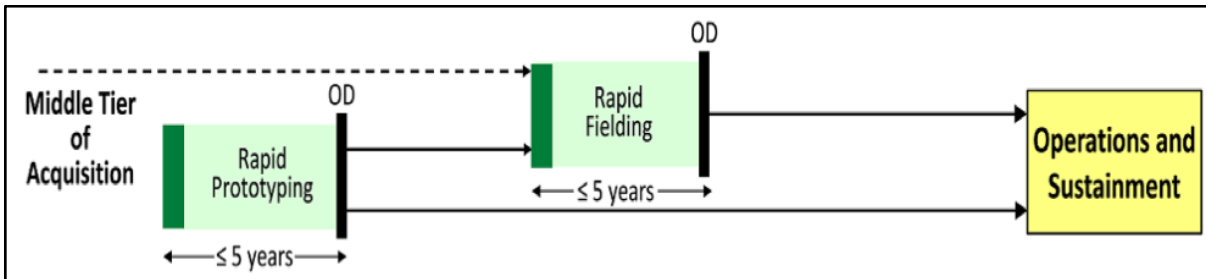 Middle Tier
of
Acquisition
OD
Rapid
Prototyping
≤ 5 years
OD
Rapid
Fielding
≤ 5 years
Operations and
Sustainment